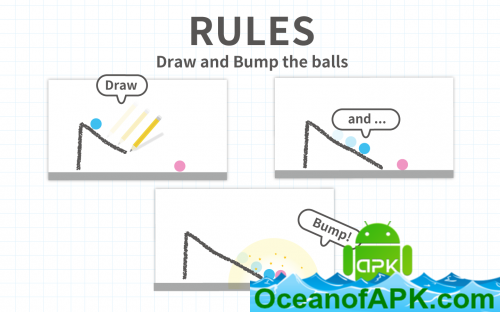 RULES
Draw and Bump the balls
Draw
and ...
Bump!
APK
OceanofAPK.com